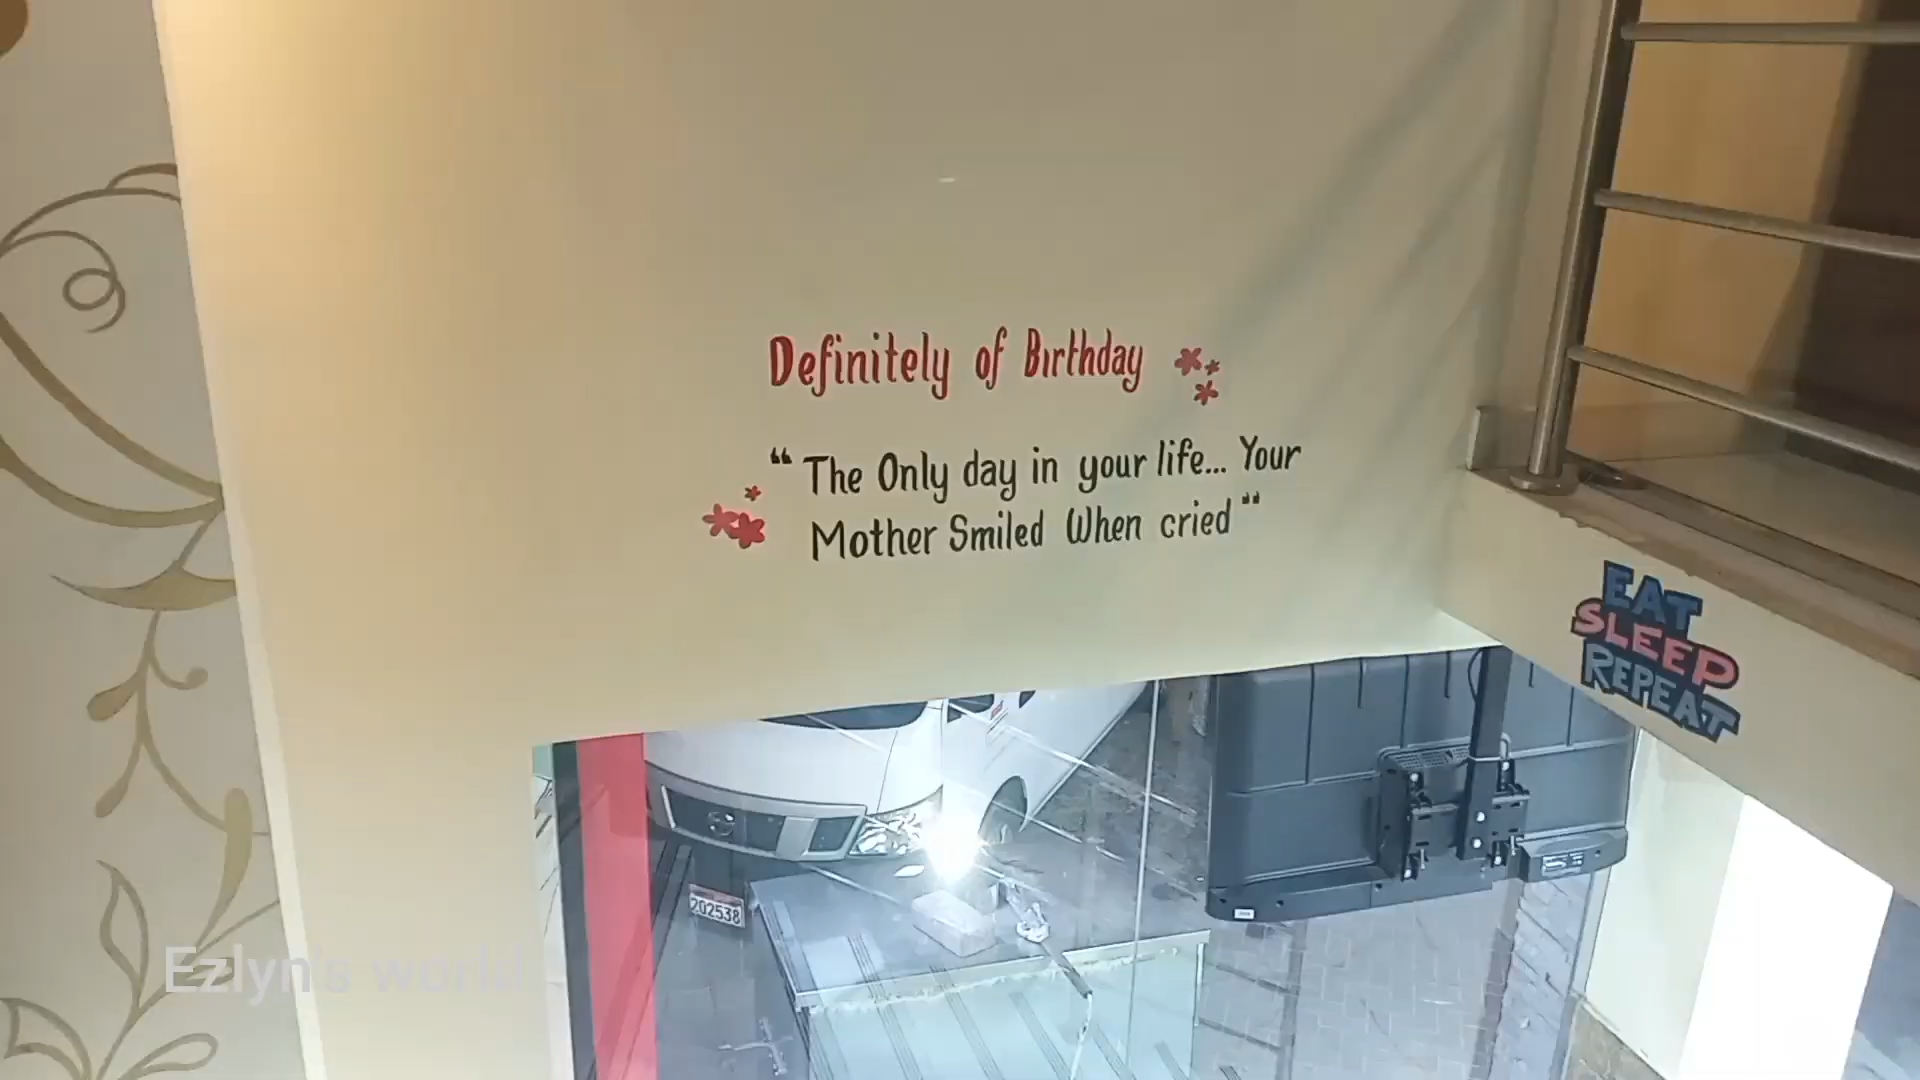 Definitely of Birthday
“ The Only day in your life... Your
Mother Smiled When cried ”
EAT
SLEEP
REPEAT
202538
Ezlyn's world